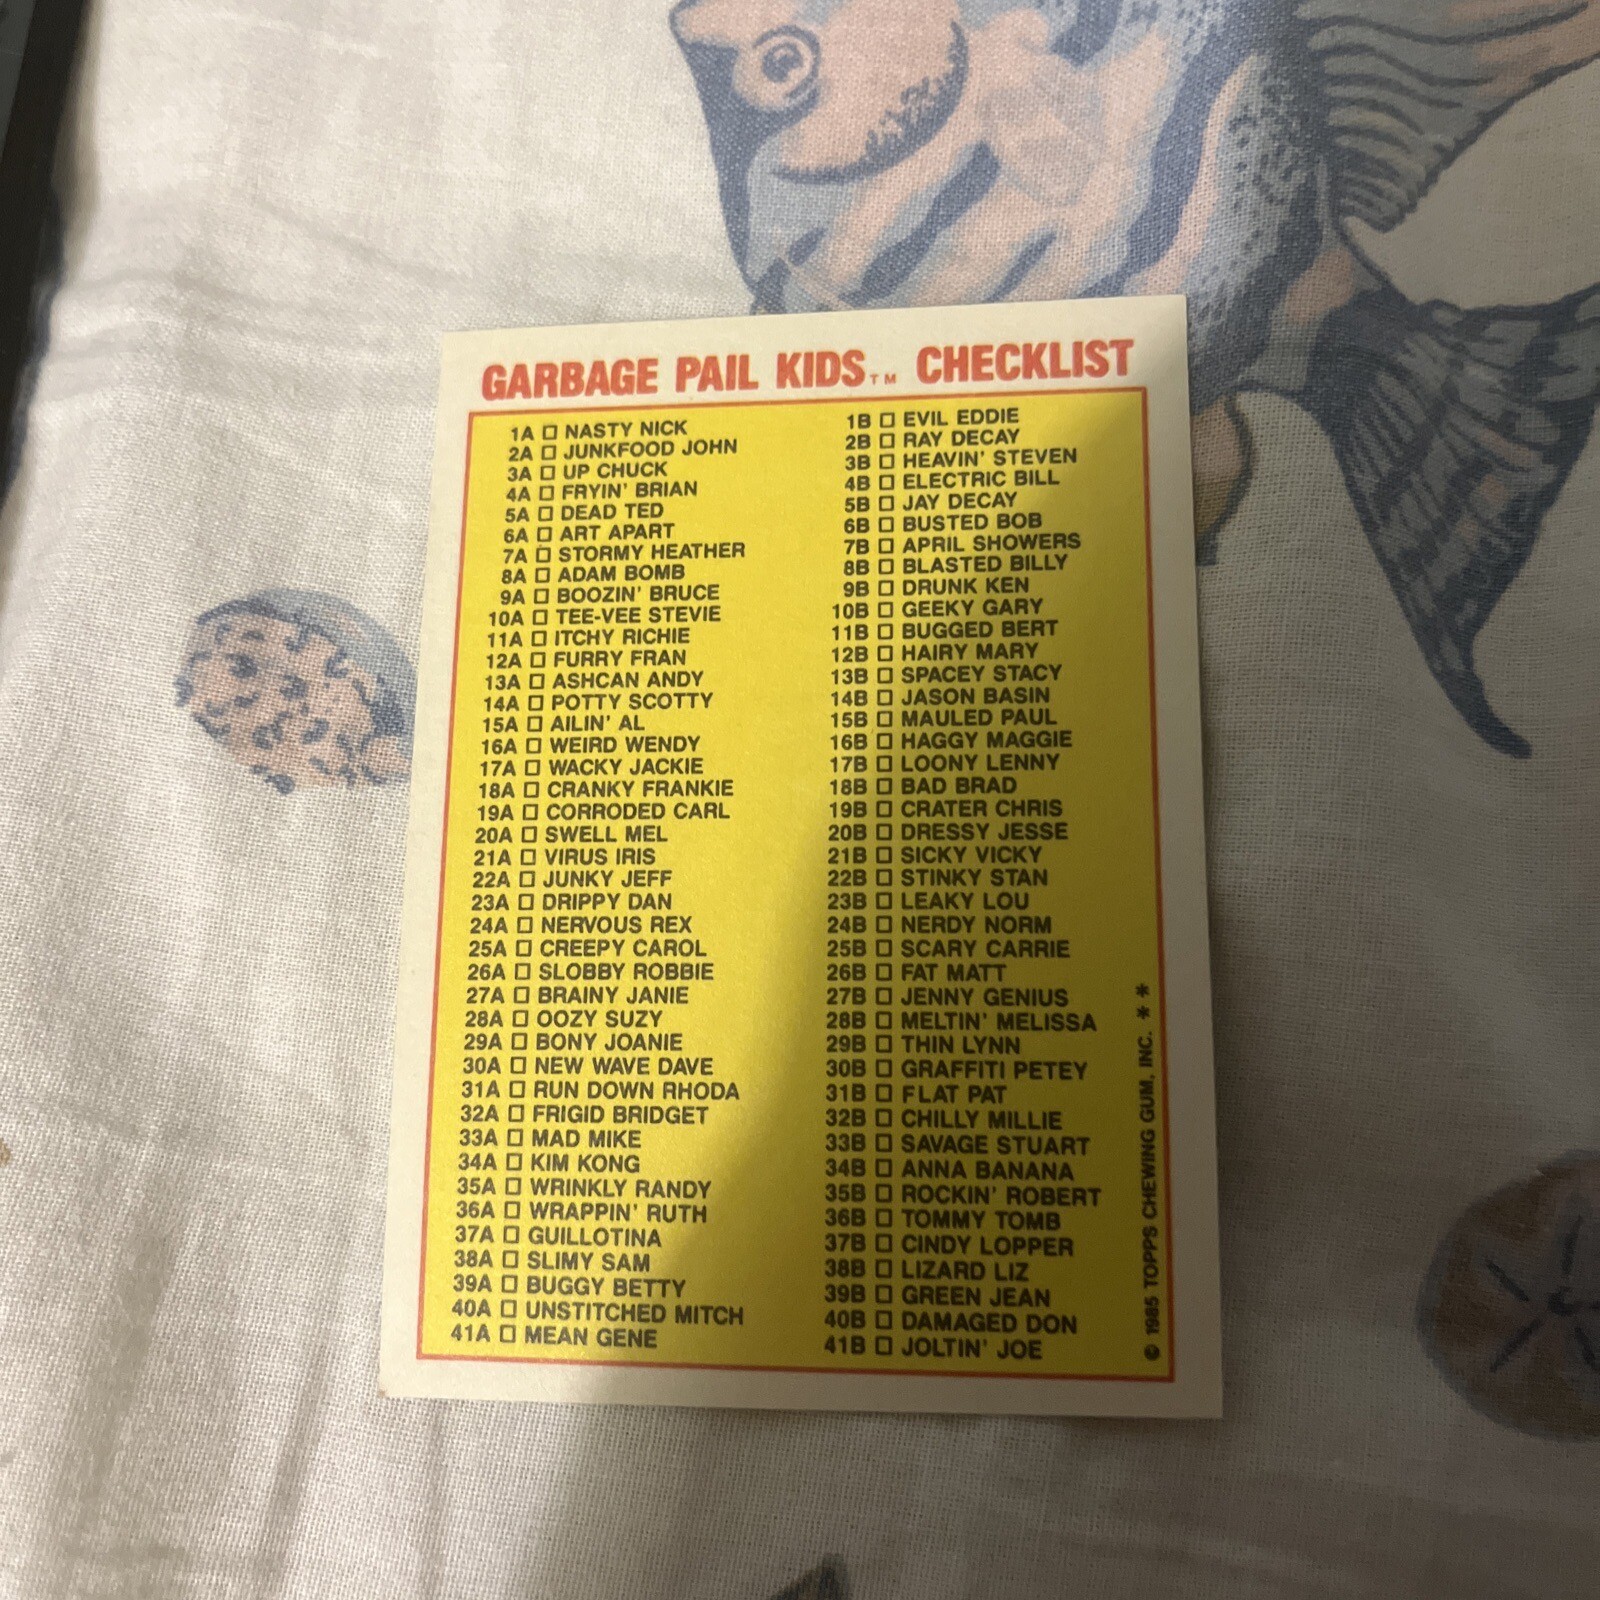 GARBAGE PAIL KIDS™ CHECKLIST
1A □ NASTY NICK
2A □ JUNKFOOD JOHN
3A □ UP CHUCK
4A □ FRYIN' BRIAN
5A □ DEAD TED
6A □ ART APART
7A □ STORMY HEATHER
8A □ ADAM BOMB
9A □ BOOZIN' BRUCE
10A □ TEE-VEE STEVIE
11A □ ITCHY RICHIE
12A □ FURRY FRAN
13A □ ASHCAN ANDY
14A □ POTTY SCOTTY
15A □ AILIN' AL
16A □ WEIRD WENDY
17A □ WACKY JACKIE
18A □ CRANKY FRANKIE
19A □ CORRODED CARL
20A □ SWELL MEL
21A □ VIRUS IRIS
22A □ JUNKY JEFF
23A □ DRIPPY DAN
24A □ NERVOUS REX
25A □ CREEPY CAROL
26A □ SLOBBY ROBBIE
27A □ BRAINY JANIE
28A □ OOZY SUZY
29A □ BONY JOANIE
30A □ NEW WAVE DAVE
31A □ RUN DOWN RHODA
32A □ FRIGID BRIDGET
33A □ MAD MIKE
34A □ KIM KONG
35A □ WRINKLY RANDY
36A □ WRAPPIN' RUTH
37A □ GUILLOTINA
38A □ SLIMY SAM
39A □ BUGGY BETTY
40A □ UNSTITCHED MITCH
41A □ MEAN GENE
1B □ EVIL EDDIE
2B □ RAY DECAY
3B □ HEAVIN' STEVEN
4B □ ELECTRIC BILL
5B □ JAY DECAY
6B □ BUSTED BOB
7B □ APRIL SHOWERS
8B □ BLASTED BILLY
9B □ DRUNK KEN
10B □ GEEKY GARY
11B □ BUGGED BERT
12B □ HAIRY MARY
13B □ SPACEY STACY
14B □ JASON BASIN
15B □ MAULED PAUL
16B □ HAGGY MAGGIE
17B □ LOONY LENNY
18B □ BAD BRAD
19B □ CRATER CHRIS
20B □ DRESSY JESSE
21B □ SICKY VICKY
22B □ STINKY STAN
23B □ LEAKY LOU
24B □ NERDY NORM
25B □ SCARY CARRIE
26B □ FAT MATT
27B □ JENNY GENIUS
28B □ MELTIN' MELISSA
29B □ THIN LYNN
30B □ GRAFFITI PETEY
31B □ FLAT PAT
32B □ CHILLY MILLIE
33B □ SAVAGE STUART
34B □ ANNA BANANA
35B □ ROCKIN' ROBERT
36B □ TOMMY TOMB
37B □ CINDY LOPPER
38B □ LIZARD LIZ
39B □ GREEN JEAN
40B □ DAMAGED DON
41B □ JOLTIN' JOE
© 1985 TOPPS CHEWING GUM, INC. * *